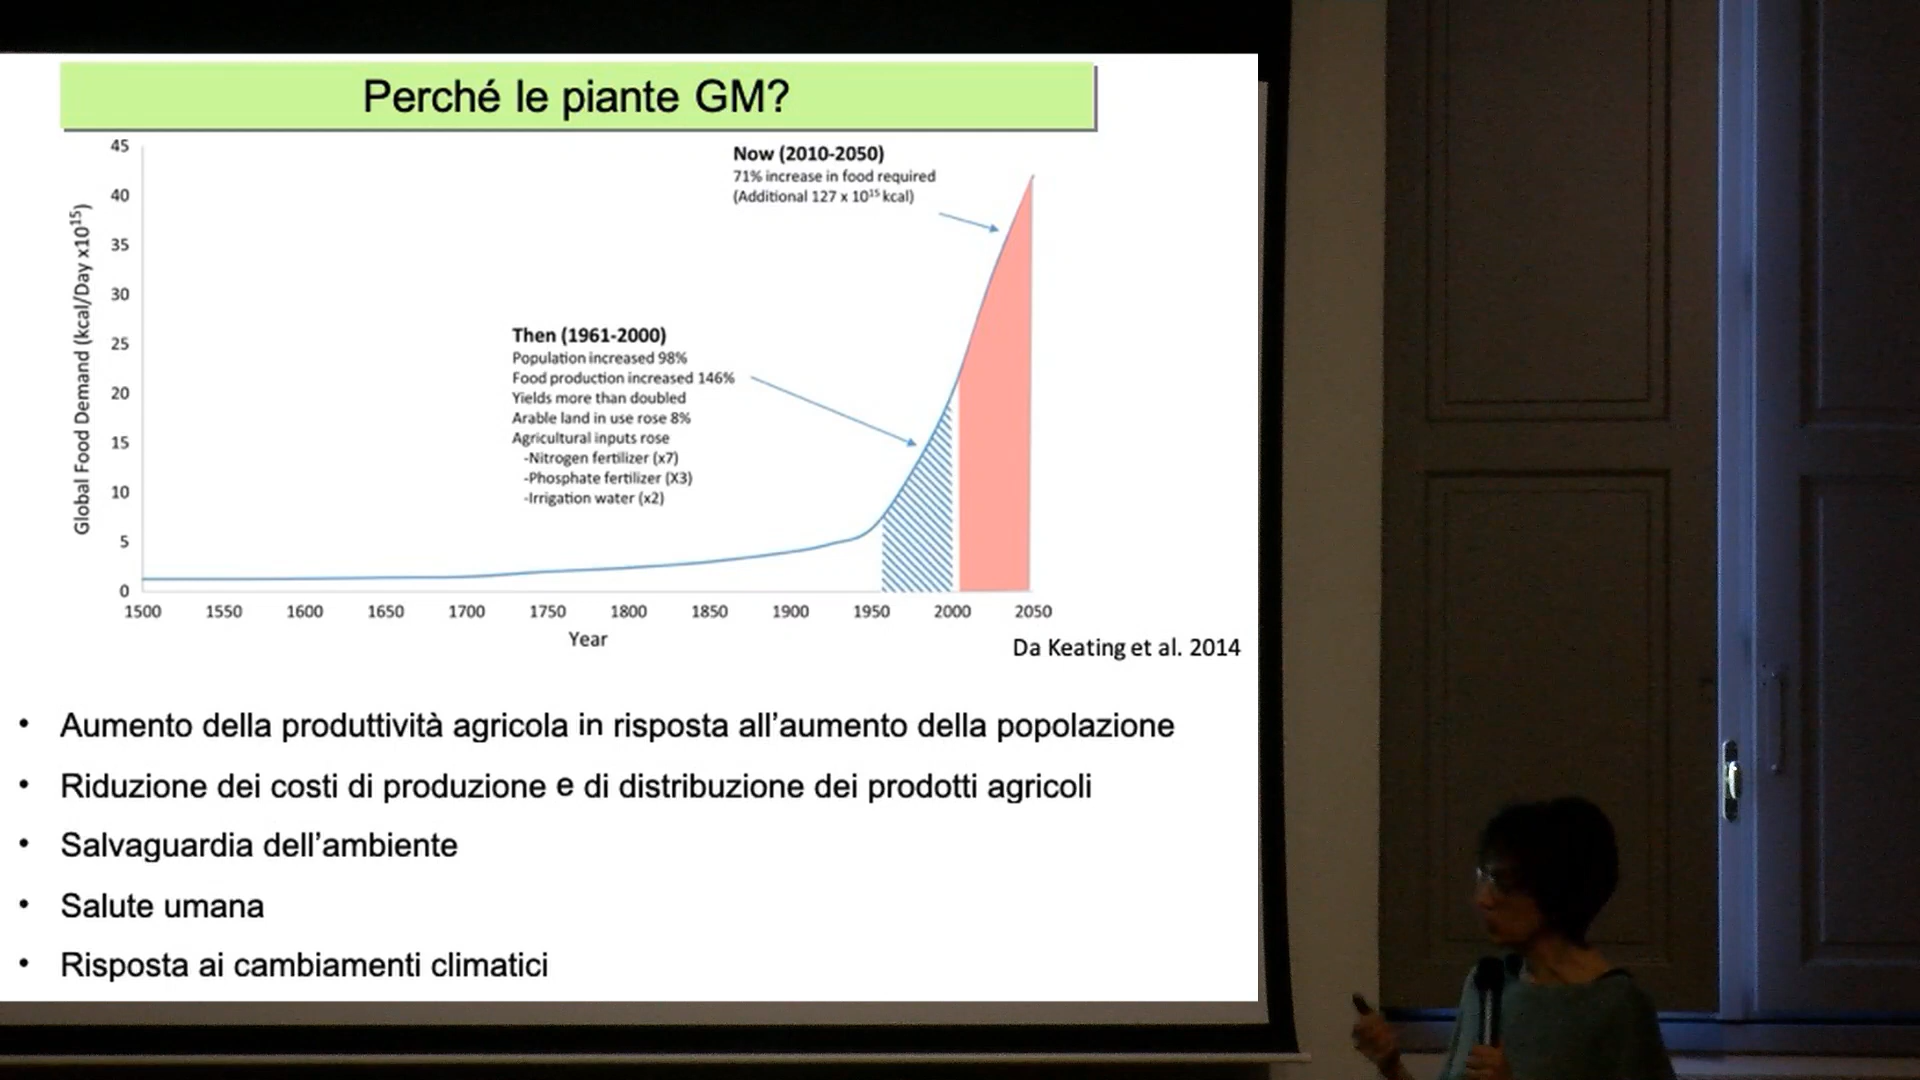 Perché le piante GM?
45
40
35
30
25
20
15
10
5
0
Global Food Demand (kcal/Day x10¹⁵)
Now (2010-2050)
71% increase in food required
(Additional 127 x 10¹⁵ kcal)
Then (1961-2000)
Population increased 98%
Food production increased 146%
Yields more than doubled
Arable land in use rose 8%
Agricultural inputs rose
-Nitrogen fertilizer (x7)
-Phosphate fertilizer (X3)
-Irrigation water (x2)
1500 1550 1600 1650 1700 1750 1800 1850 1900 1950 2000 2050
Year
Da Keating et al. 2014
• Aumento della produttività agricola in risposta all’aumento della popolazione
• Riduzione dei costi di produzione e di distribuzione dei prodotti agricoli
• Salvaguardia dell’ambiente
• Salute umana
• Risposta ai cambiamenti climatici